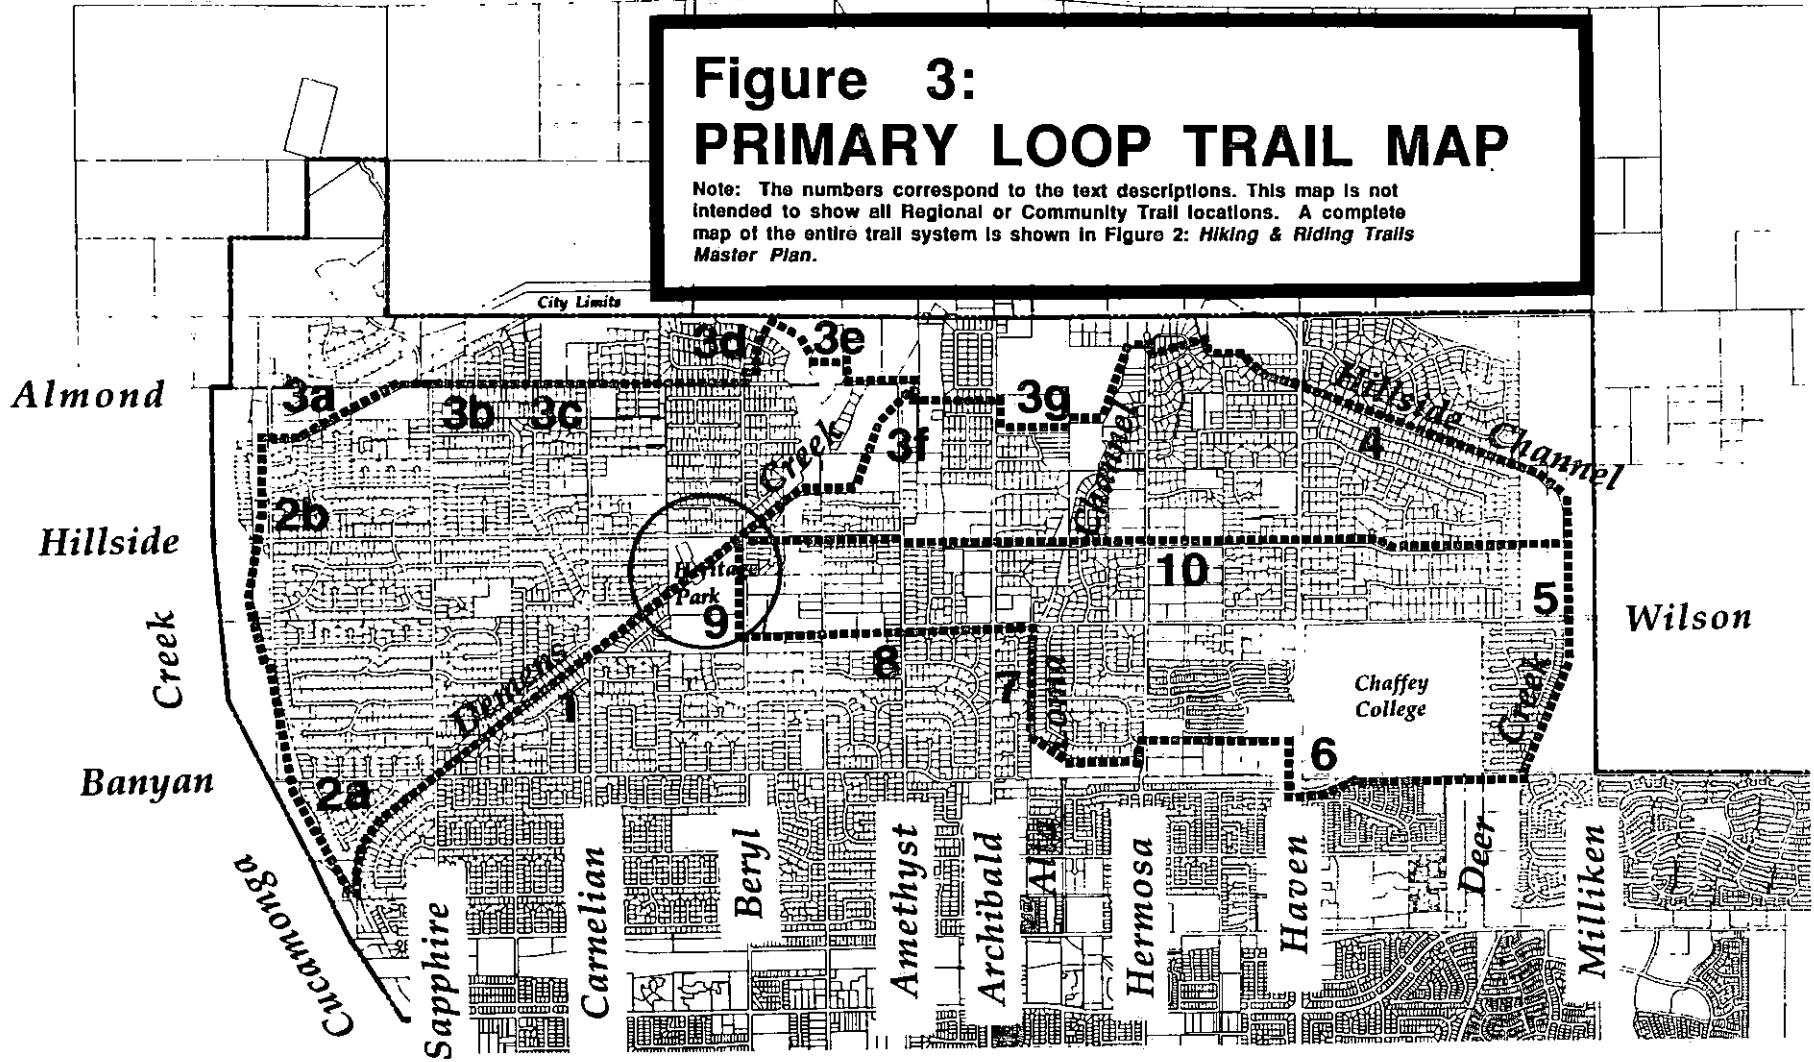 Figure 3:
PRIMARY LOOP TRAIL MAP
Note: The numbers correspond to the text descriptions. This map is not
intended to show all Regional or Community Trail locations. A complete
map of the entire trail system is shown in Figure 2: Hiking & Riding Trails
Master Plan.
City Limits
3d
3e
Almond
3a
3b
3c
3g
3f
Hillside Channel
4
Creek
Channel
2b
Hillside
Heritage
Park
9
10
5
Wilson
Creek
Demens
1
8
7
Loma
Chaffey
College
Creek
6
Banyan
2a
Cucamonga
Sapphire
Carnelian
Beryl
Amethyst
Archibald
Al
Hermosa
Haven
Deer
Milliken